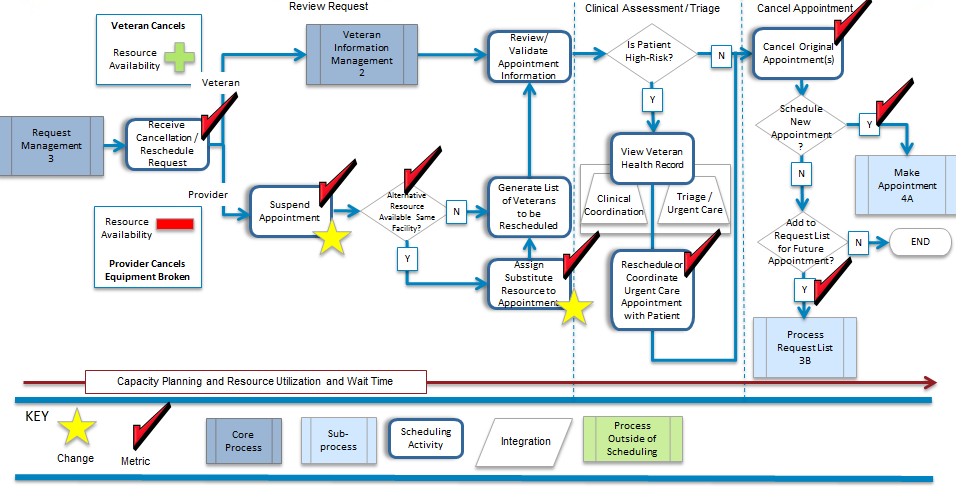 Review Request
Clinical Assessment / Triage
Cancel Appointment
Veteran Cancels
Resource
Availability
Veteran
Veteran
Information
Management
2
Review/
Validate
Appointment
Information
Is Patient
High-Risk?
N
Y
Cancel Original
Appointment(s)
Request
Management
3
Receive
Cancellation /
Reschedule
Request
Provider
Resource
Availability
Provider Cancels
Equipment Broken
Suspend
Appointment
Alternative
Resource
Available Same
Facility?
N
Y
Generate List
of Veterans
to be
Rescheduled
Assign
Substitute
Resource to
Appointment
View Veteran
Health Record
Clinical
Coordination
Triage /
Urgent Care
Reschedule or
Coordinate
Urgent Care
Appointment
with Patient
Schedule
New
Appointment
?
Y
N
Make
Appointment
4A
Add to
Request List
for Future
Appointment?
N
END
Y
Process
Request List
3B
Capacity Planning and Resource Utilization and Wait Time
KEY
Change
Metric
Core
Process
Sub-
process
Scheduling
Activity
Integration
Process
Outside of
Scheduling